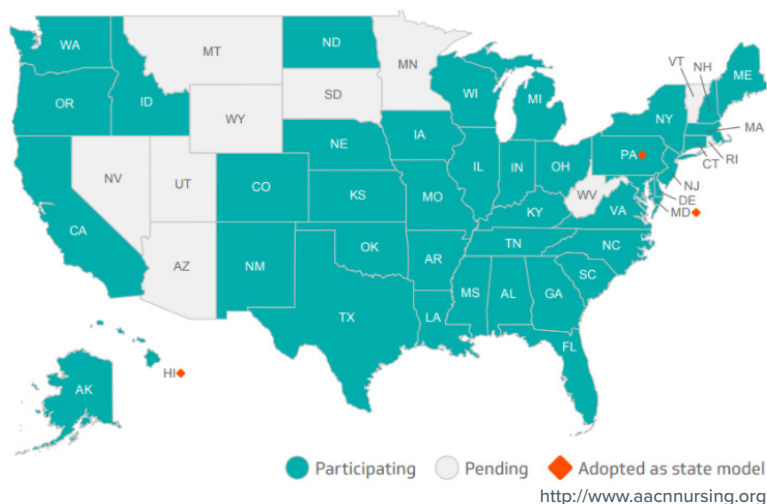 WA
MT
ND
MN
VT
NH
ME
OR
ID
SD
WI
MI
NY
MA
WY
IA
NE
PA
RI
CT
NV
UT
CO
IL
IN
OH
NJ
WV
DE
KS
MO
KY
VA
MD
CA
TN
NC
OK
AR
SC
AZ
NM
MS
AL
GA
TX
LA
FL
HI
AK
Participating Pending Adopted as state model
http://www.aacnnursing.org